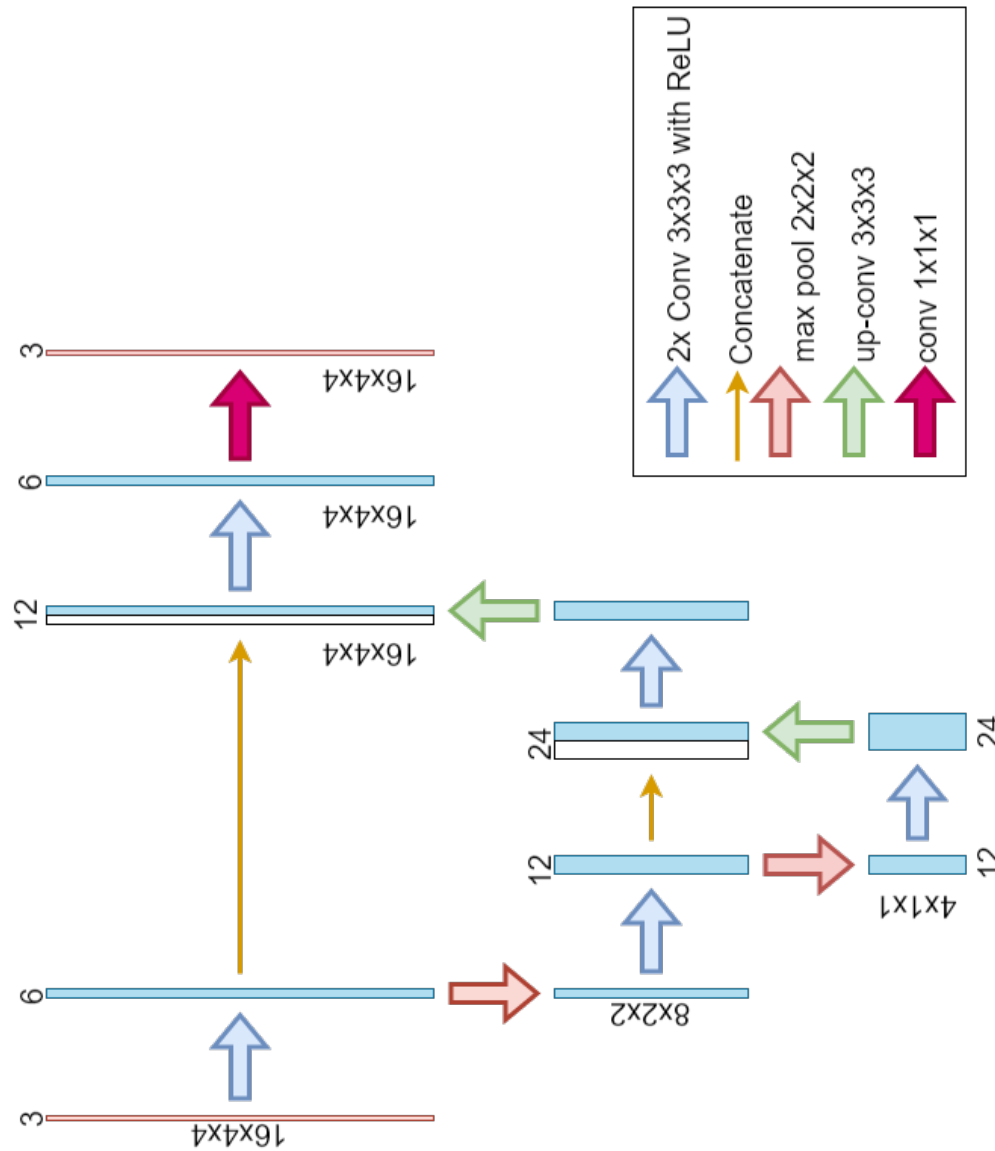 3
16x4x4
6
12
16x4x4
6
16x4x4
3
16x4x4
8x2x2
12
24
4x1x1
12
24
2x Conv 3x3x3 with ReLU
Concatenate
max pool 2x2x2
up-conv 3x3x3
conv 1x1x1